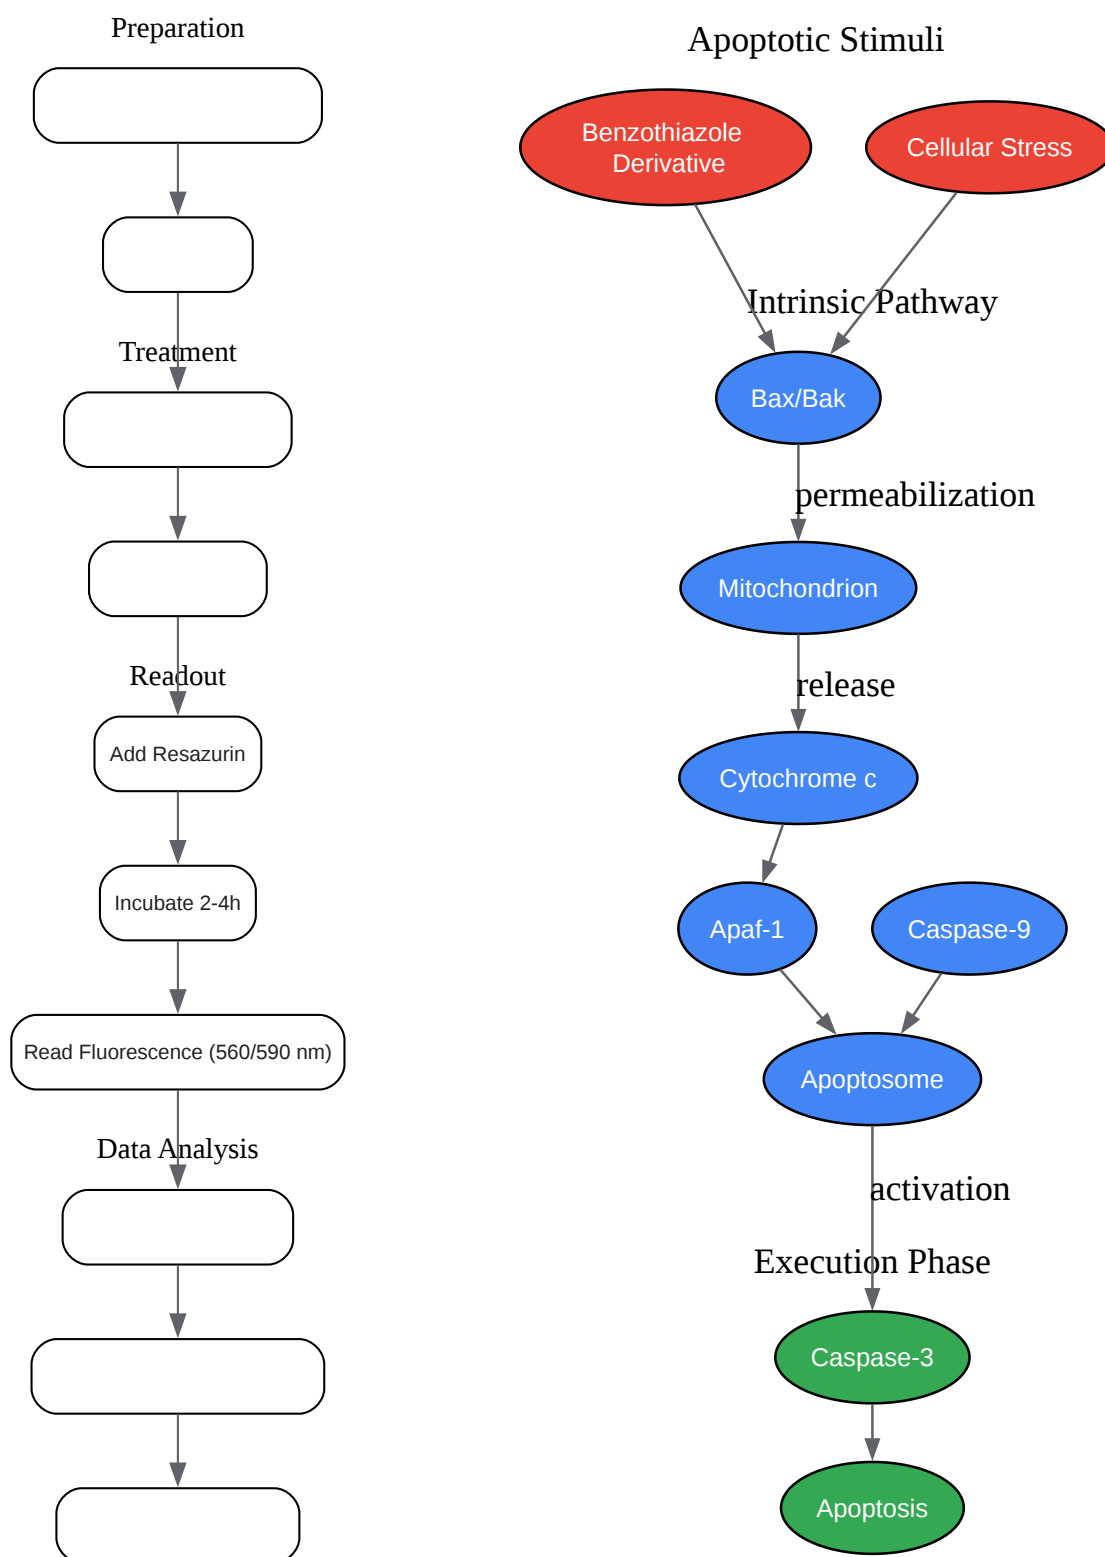 Preparation
Treatment
Readout
Add Resazurin
Incubate 2-4h
Read Fluorescence (560/590 nm)
Data Analysis
Apoptotic Stimuli
Benzothiazole
Derivative
Cellular Stress
Intrinsic Pathway
Bax/Bak
permeabilization
Mitochondrion
release
Cytochrome c
Apaf-1
Caspase-9
Apoptosome
activation
Execution Phase
Caspase-3
Apoptosis